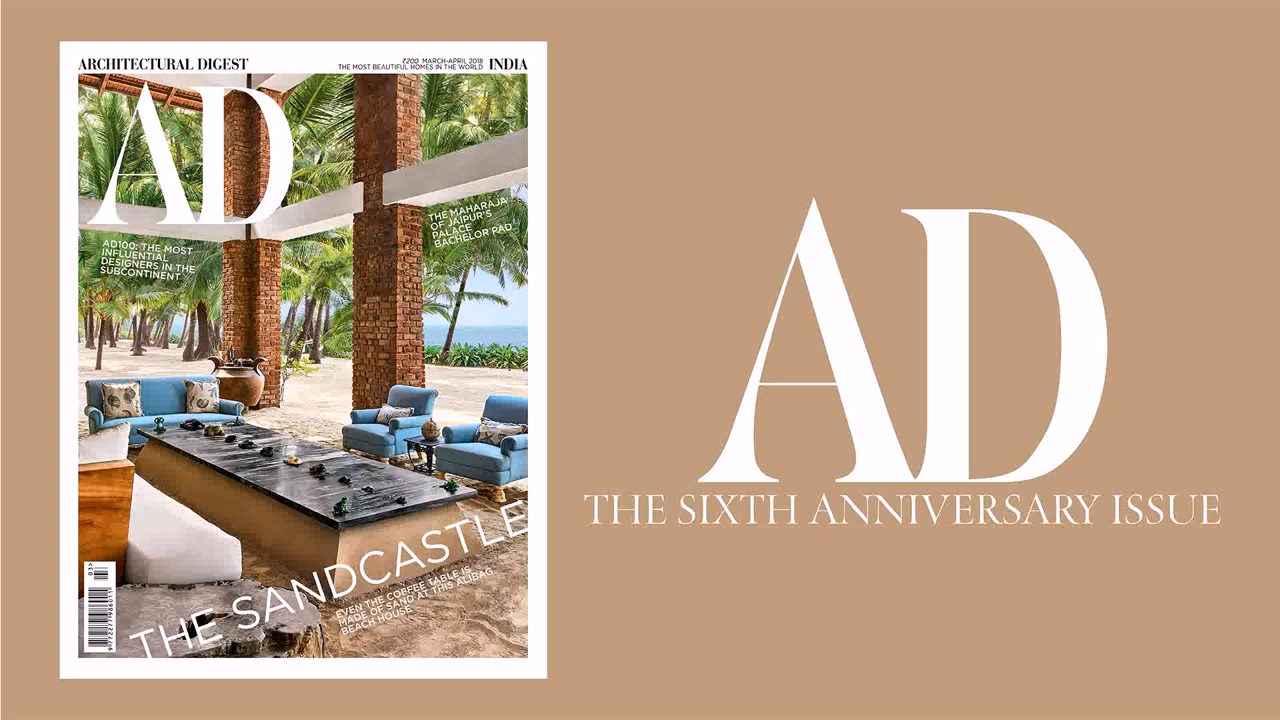 ARCHITECTURAL DIGEST
₹200 MARCH-APRIL 2018
THE MOST BEAUTIFUL HOMES IN THE WORLD
INDIA
AD
AD100: THE MOST
INFLUENTIAL
DESIGNERS IN THE
SUBCONTINENT
THE MAHARAJA
OF JAIPUR'S
PALACE
BACHELOR PAD
THE SANDCASTLE
EVEN THE COFFEE TABLE IS
MADE OF SAND AT THIS ALIBAG
BEACH HOUSE
03>
AD
THE SIXTH ANNIVERSARY ISSUE